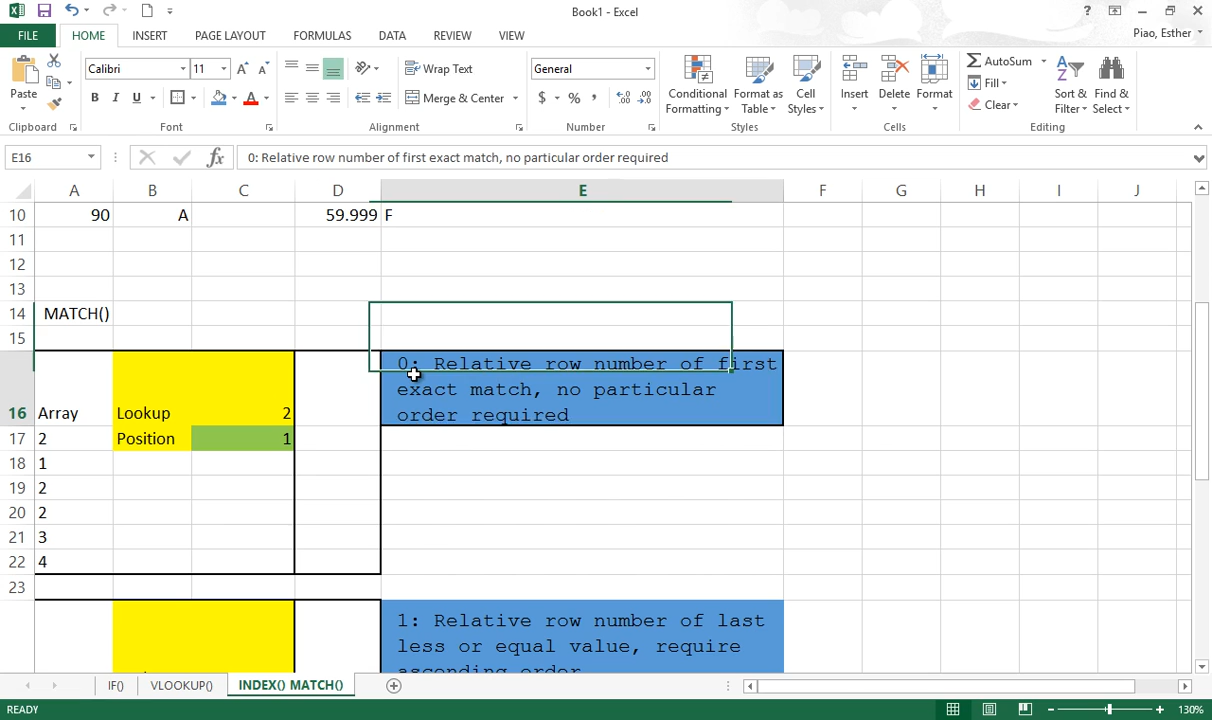 Book1 - Excel
FILE HOME INSERT PAGE LAYOUT FORMULAS DATA REVIEW VIEW
Piao, Esther
Paste
Calibri 11
B I U
Wrap Text
Merge & Center
General
$ % ,
Conditional Formatting
Format as Table
Cell Styles
Insert Delete Format
AutoSum
Fill
Clear
Sort & Filter
Find & Select
Clipboard Font Alignment Number Styles Cells Editing
E16 fx 0: Relative row number of first exact match, no particular order required
A B C D E F G H I J
10 90 A 59.999 F
11
12
13
14 MATCH()
15
0: Relative row number of first
exact match, no particular
16 Array Lookup 2 order required
17 2 Position 1
18 1
19 2
20 2
21 3
22 4
23
1: Relative row number of last
less or equal value, require
ascending order
IF() VLOOKUP() INDEX() MATCH()
READY 130%